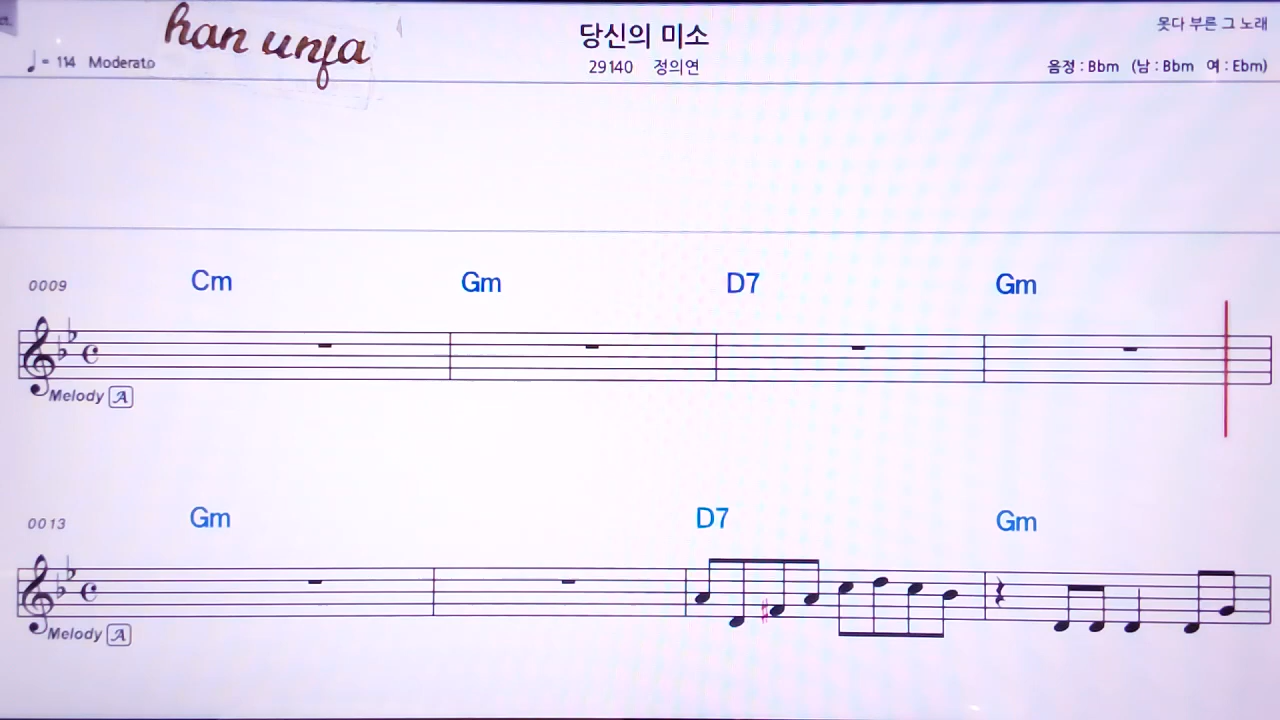 han unfa
당신의 미소
못다 부른 그 노래
♩ = 114 Moderato
29140 정의연
음정 : Bbm (남 : Bbm 여 : Ebm)
0009
Cm Gm D7 Gm
Melody A
0013
Gm D7 Gm
Melody A